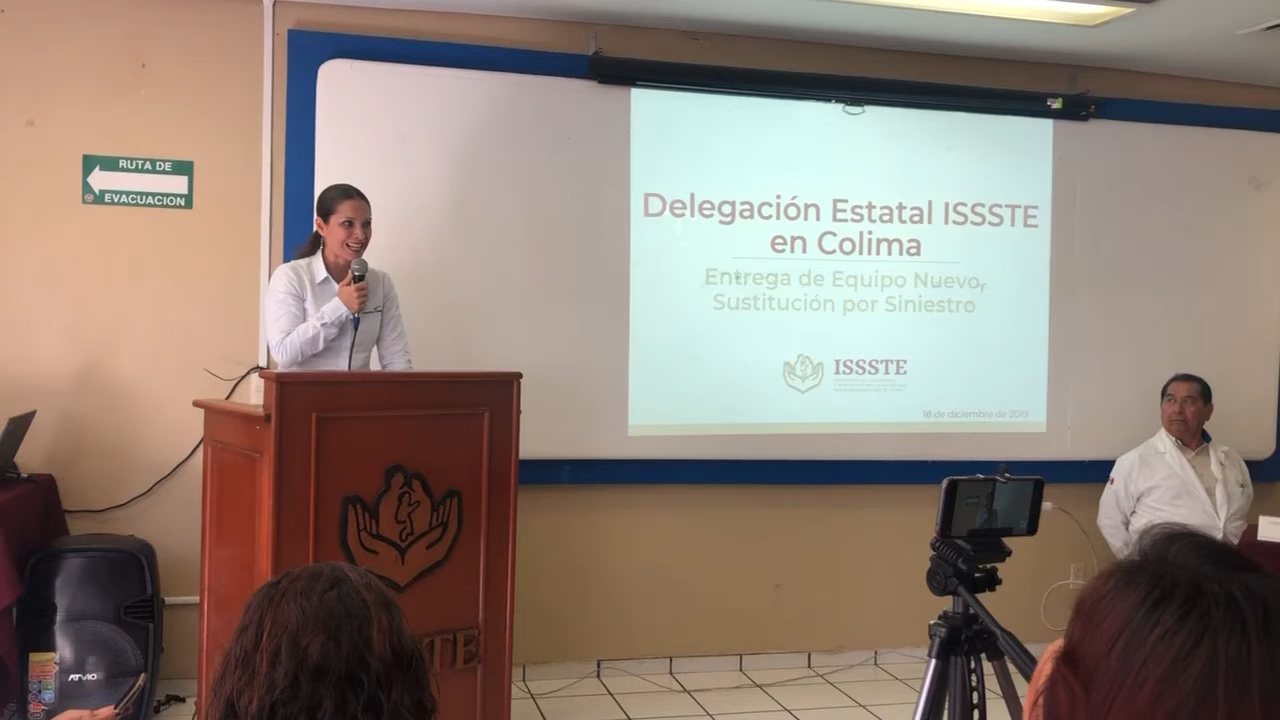 RUTA DE
EVACUACION
Delegación Estatal ISSSTE
en Colima
Entrega de Equipo Nuevo,
Sustitución por Siniestro
ISSSTE
18 de diciembre de 2019
STE
ATVIO